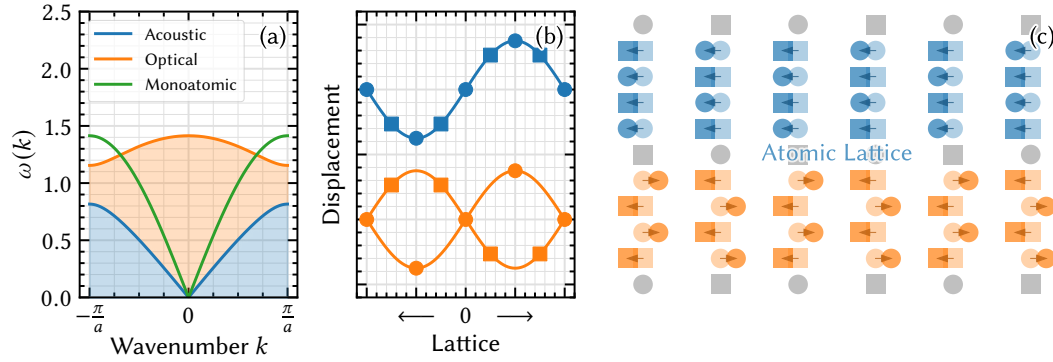 2.5
2.0
1.5
1.0
0.5
0.0
ω(k)
Acoustic
Optical
Monoatomic
(a)
−π/a
0
π/a
Wavenumber k
Displacement
(b)
← 0 →
Lattice
(c)
Atomic Lattice